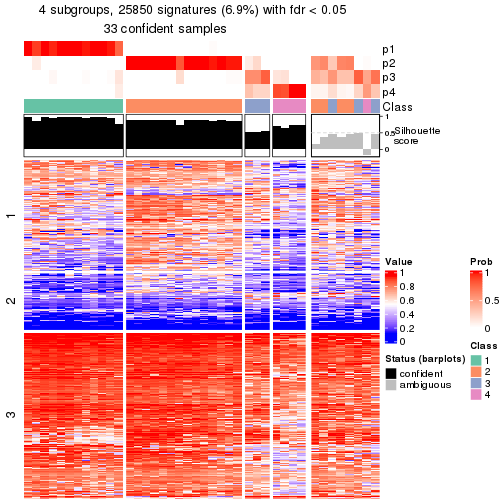 4 subgroups, 25850 signatures (6.9%) with fdr < 0.05
33 confident samples
p1
p2
p3
p4
Class
1
0.5
0
Silhouette
score
1
2
3
Value
1
0.8
0.6
0.4
0.2
0
Status (barplots)
confident
ambiguous
Prob
1
0.5
0
Class
1
2
3
4